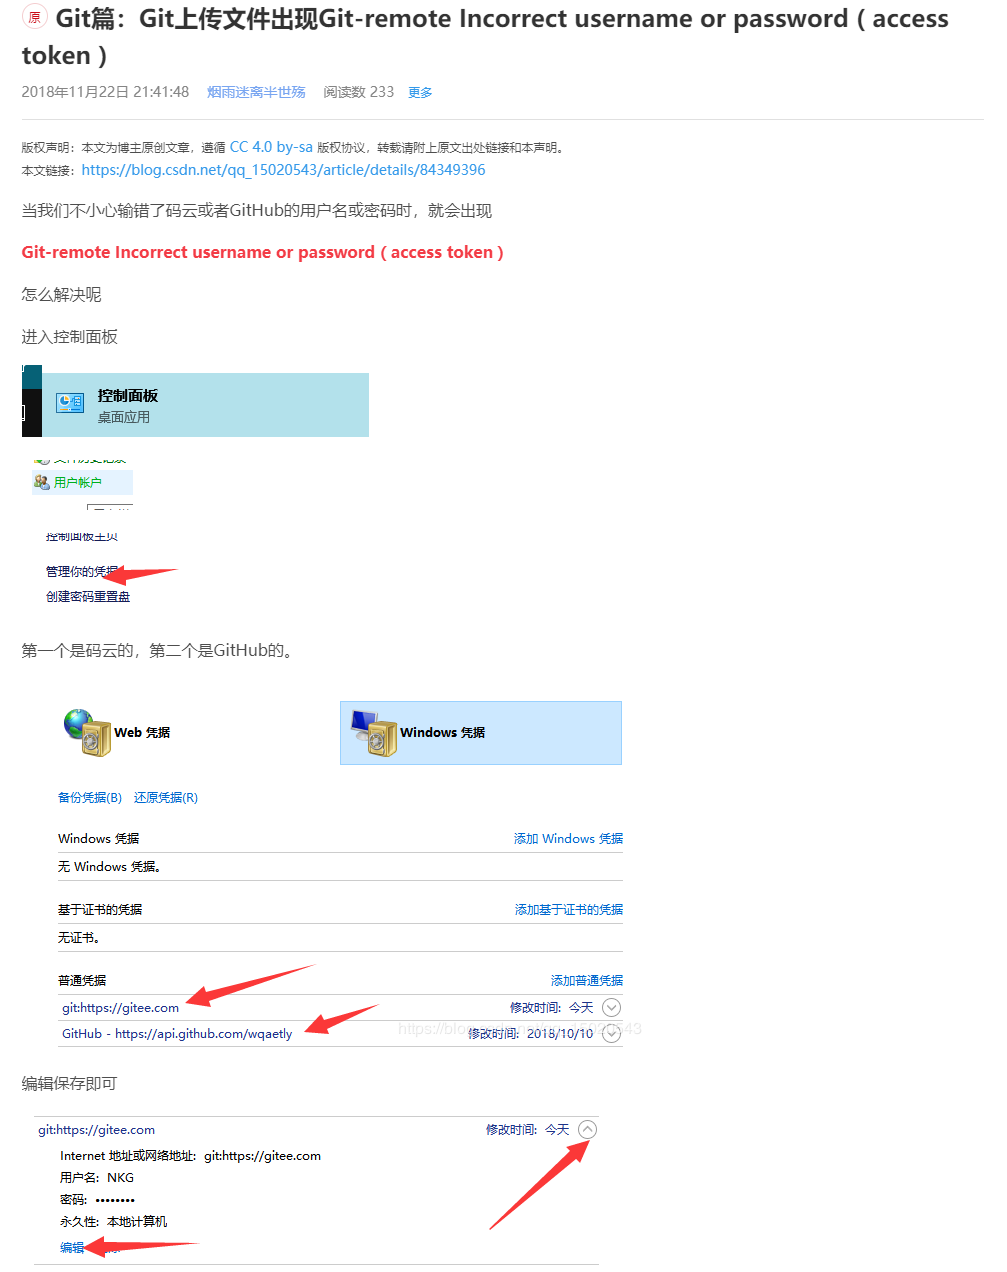 原 Git篇：Git上传文件出现Git-remote Incorrect username or password ( access
token )
2018年11月22日 21:41:48 烟雨迷离半世殇 阅读数 233 更多
版权声明：本文为博主原创文章，遵循 CC 4.0 by-sa 版权协议，转载请附上原文出处链接和本声明。
本文链接：https://blog.csdn.net/qq_15020543/article/details/84349396
当我们不小心输错了码云或者GitHub的用户名或密码时，就会出现
Git-remote Incorrect username or password ( access token )
怎么解决呢
进入控制面板
控制面板
桌面应用
用户帐户
控制面板主页
管理你的凭据
创建密码重置盘
第一个是码云的，第二个是GitHub的。
Web 凭据 Windows 凭据
备份凭据(B) 还原凭据(R)
Windows 凭据 添加 Windows 凭据
无 Windows 凭据。
基于证书的凭据 添加基于证书的凭据
无证书。
普通凭据 添加普通凭据
git:https://gitee.com 修改时间: 今天
GitHub - https://api.github.com/wqaetly 修改时间: 2018/10/10
编辑保存即可
git:https://gitee.com 修改时间: 今天
Internet 地址或网络地址: git:https://gitee.com
用户名: NKG
密码: ••••••••
永久性: 本地计算机
编辑